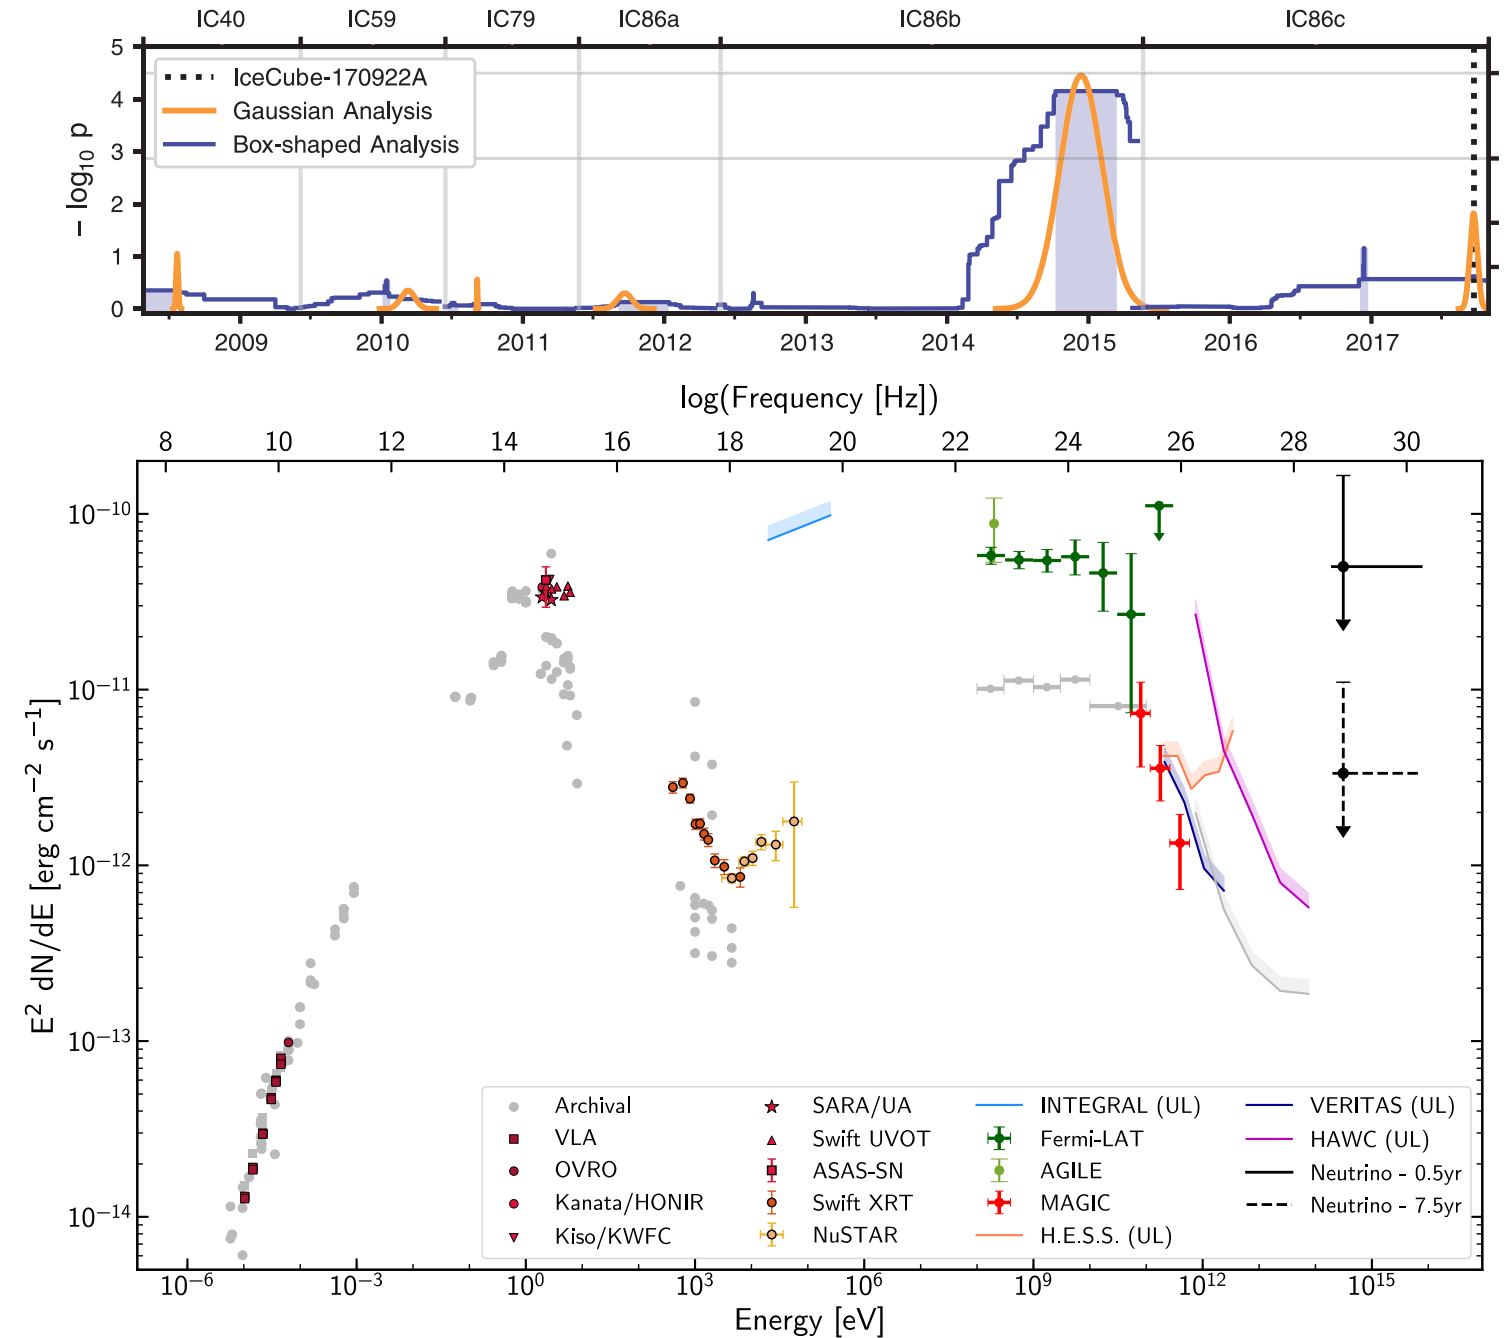 IC40 IC59 IC79 IC86a IC86b IC86c
5
4
3
2
1
0
− log₁₀ p
IceCube-170922A
Gaussian Analysis
Box-shaped Analysis
2009 2010 2011 2012 2013 2014 2015 2016 2017
log(Frequency [Hz])
8 10 12 14 16 18 20 22 24 26 28 30
10⁻¹⁰
10⁻¹¹
10⁻¹²
10⁻¹³
10⁻¹⁴
E² dN/dE [erg cm⁻² s⁻¹]
Archival
VLA
OVRO
Kanata/HONIR
Kiso/KWFC
SARA/UA
Swift UVOT
ASAS-SN
Swift XRT
NuSTAR
INTEGRAL (UL)
Fermi-LAT
AGILE
MAGIC
H.E.S.S. (UL)
VERITAS (UL)
HAWC (UL)
Neutrino - 0.5yr
Neutrino - 7.5yr
10⁻⁶ 10⁻³ 10⁰ 10³ 10⁶ 10⁹ 10¹² 10¹⁵
Energy [eV]